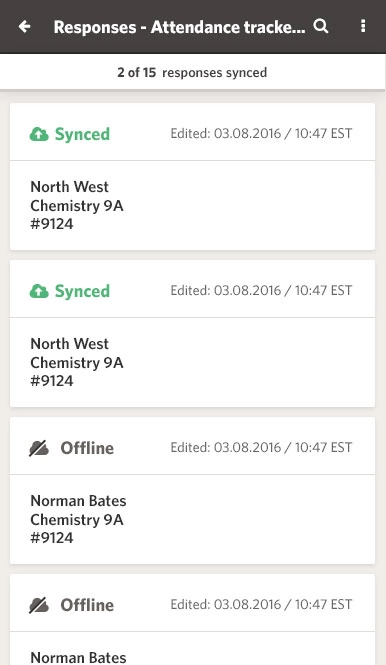 Responses - Attendance tracke...
2 of 15 responses synced
Synced Edited: 03.08.2016 / 10:47 EST
North West
Chemistry 9A
#9124
Synced Edited: 03.08.2016 / 10:47 EST
North West
Chemistry 9A
#9124
Offline Edited: 03.08.2016 / 10:47 EST
Norman Bates
Chemistry 9A
#9124
Offline Edited: 03.08.2016 / 10:47 EST
Norman Bates